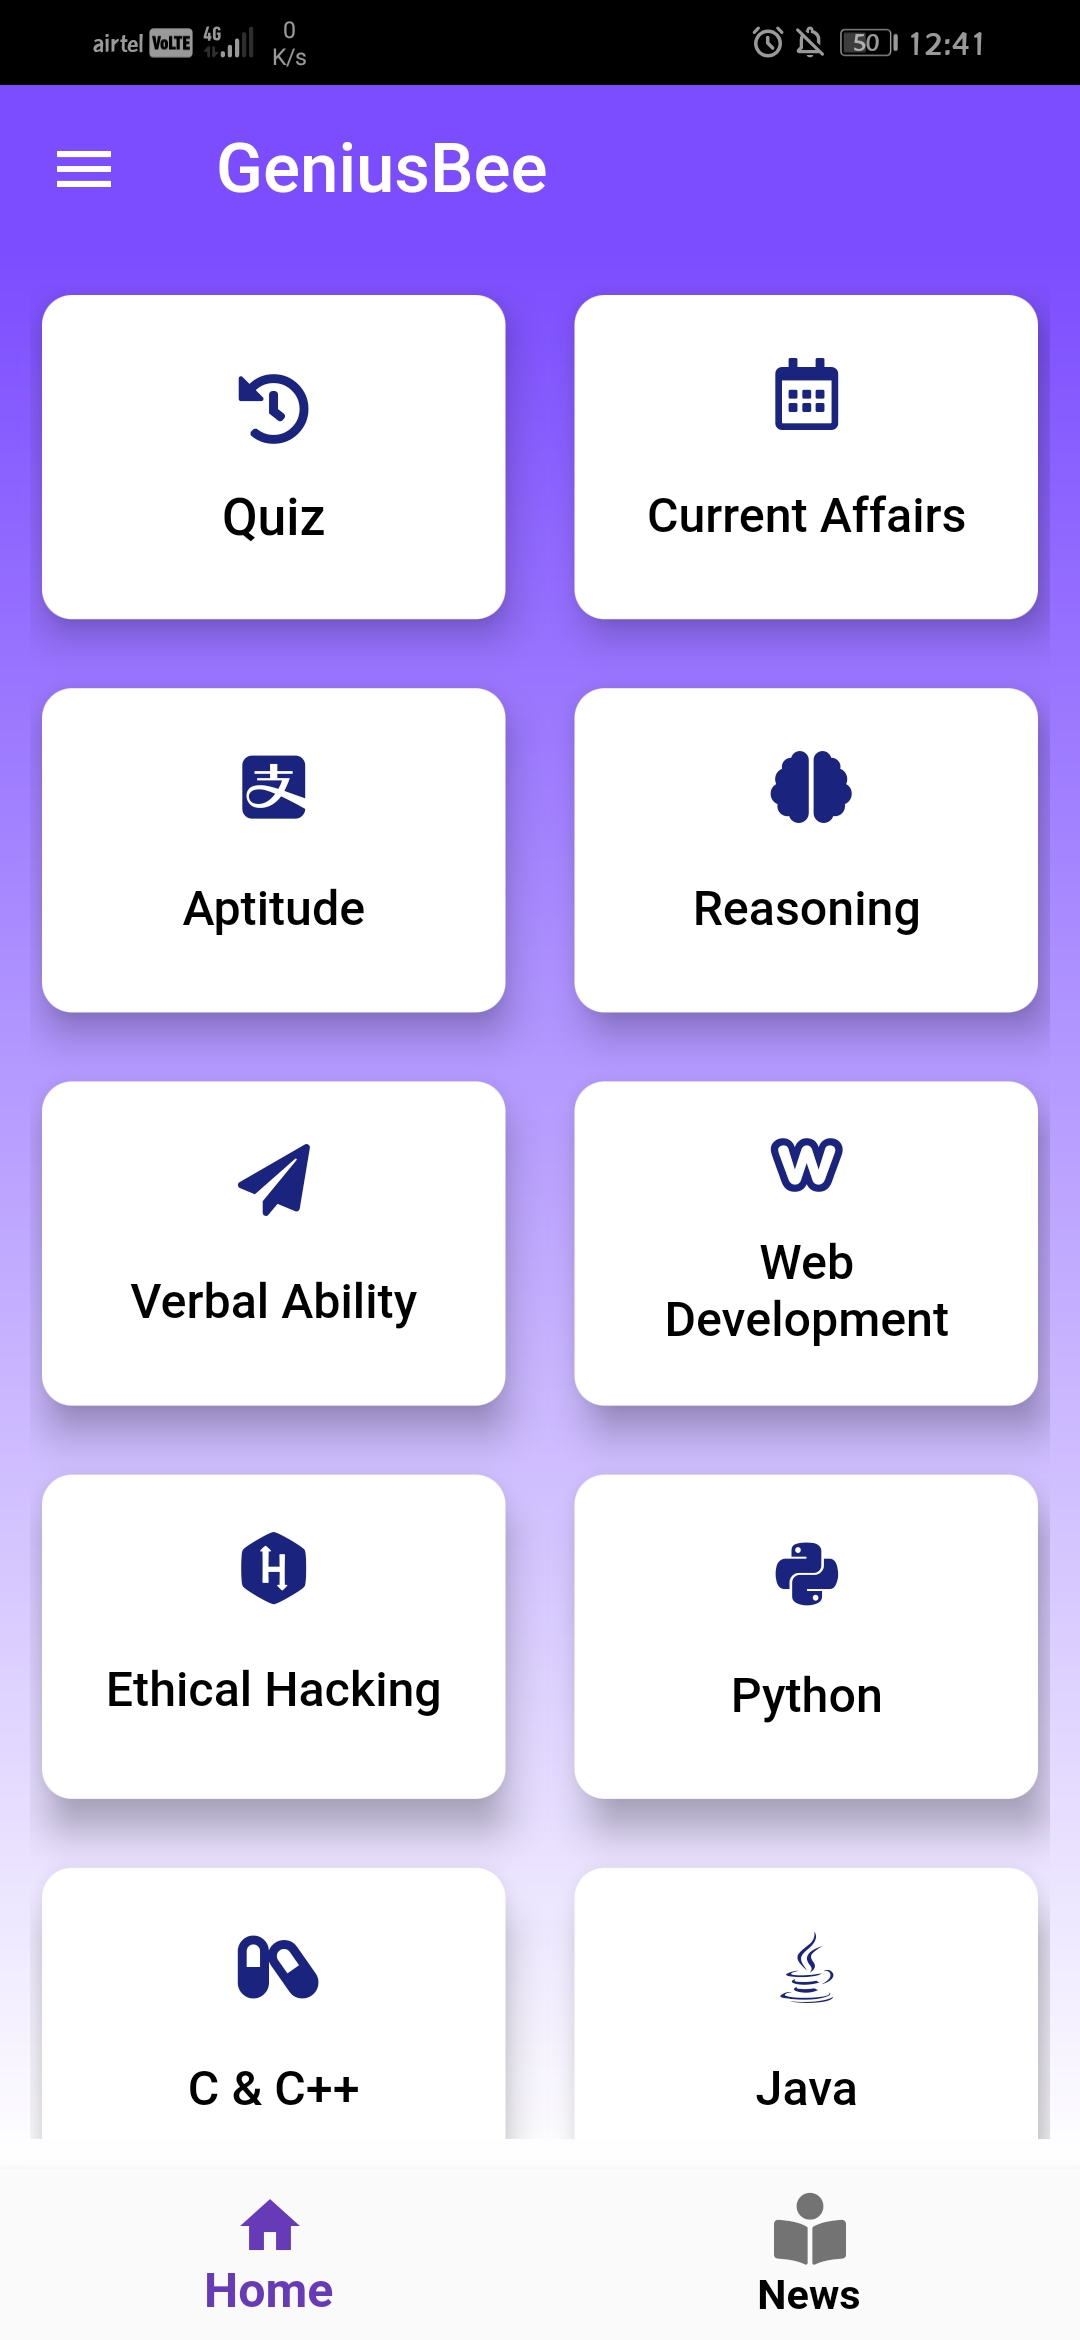 airtel VoLTE 4G 0 K/s 50 12:41
GeniusBee
Quiz
Current Affairs
支
Aptitude
Reasoning
Verbal Ability
W
Web
Development
H
Ethical Hacking
Python
C & C++
Java
Home
News